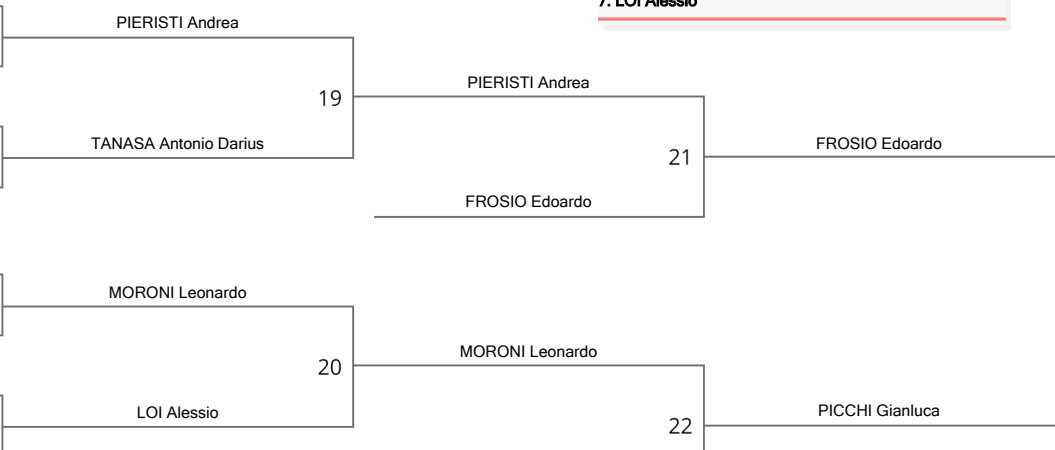 7. LOI Alessio
PIERISTI Andrea
19
TANASA Antonio Darius
PIERISTI Andrea
21
FROSIO Edoardo
FROSIO Edoardo
MORONI Leonardo
20
LOI Alessio
MORONI Leonardo
22
PICCHI Gianluca